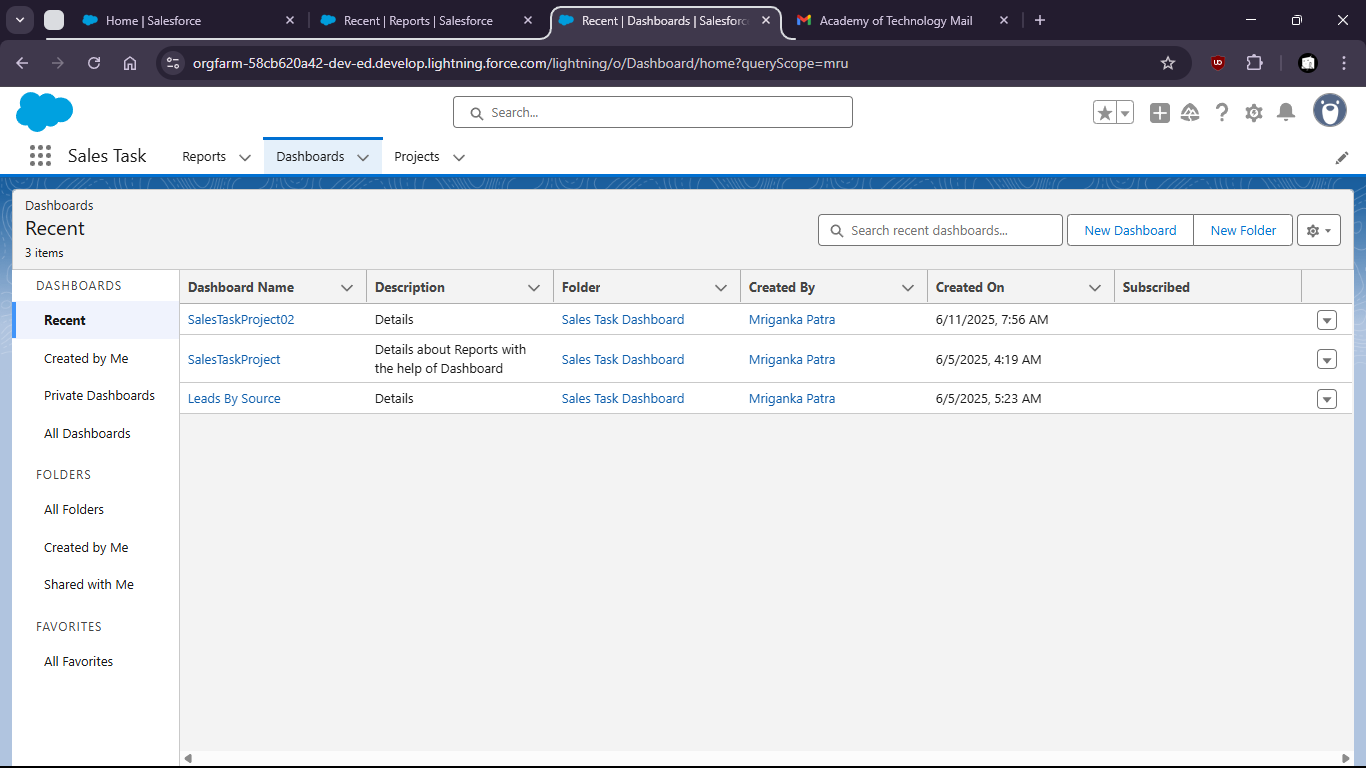 Home | Salesforce
Recent | Reports | Salesforce
Recent | Dashboards | Salesforc
Academy of Technology Mail
orgfarm-58cb620a42-dev-ed.develop.lightning.force.com/lightning/o/Dashboard/home?queryScope=mru
Search...
Sales Task
Reports
Dashboards
Projects
Dashboards
Recent
3 items
Search recent dashboards...
New Dashboard
New Folder
DASHBOARDS
Recent
Created by Me
Private Dashboards
All Dashboards
FOLDERS
All Folders
Created by Me
Shared with Me
FAVORITES
All Favorites
Dashboard Name Description Folder Created By Created On Subscribed
SalesTaskProject02 Details Sales Task Dashboard Mriganka Patra 6/11/2025, 7:56 AM
SalesTaskProject Details about Reports with the help of Dashboard Sales Task Dashboard Mriganka Patra 6/5/2025, 4:19 AM
Leads By Source Details Sales Task Dashboard Mriganka Patra 6/5/2025, 5:23 AM